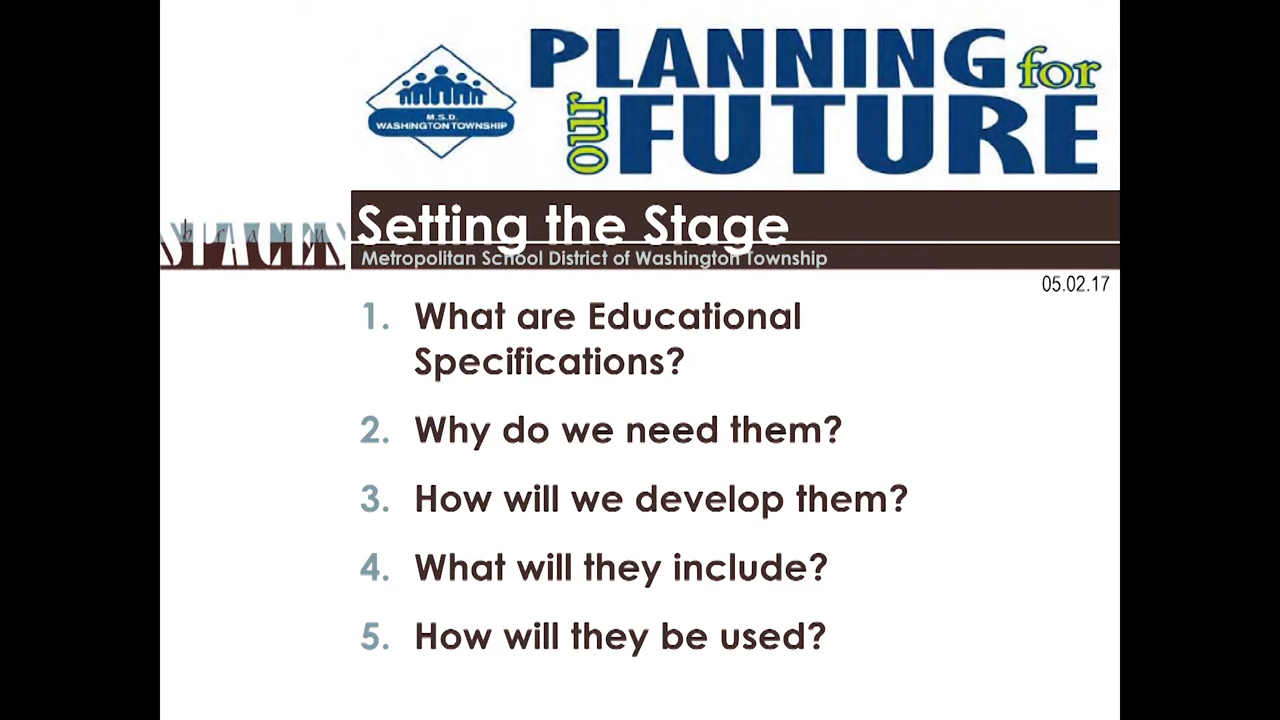 PLANNING for
our FUTURE
M.S.D.
WASHINGTON TOWNSHIP
brain
SPACES
Setting the Stage
Metropolitan School District of Washington Township
05.02.17
1. What are Educational
Specifications?
2. Why do we need them?
3. How will we develop them?
4. What will they include?
5. How will they be used?